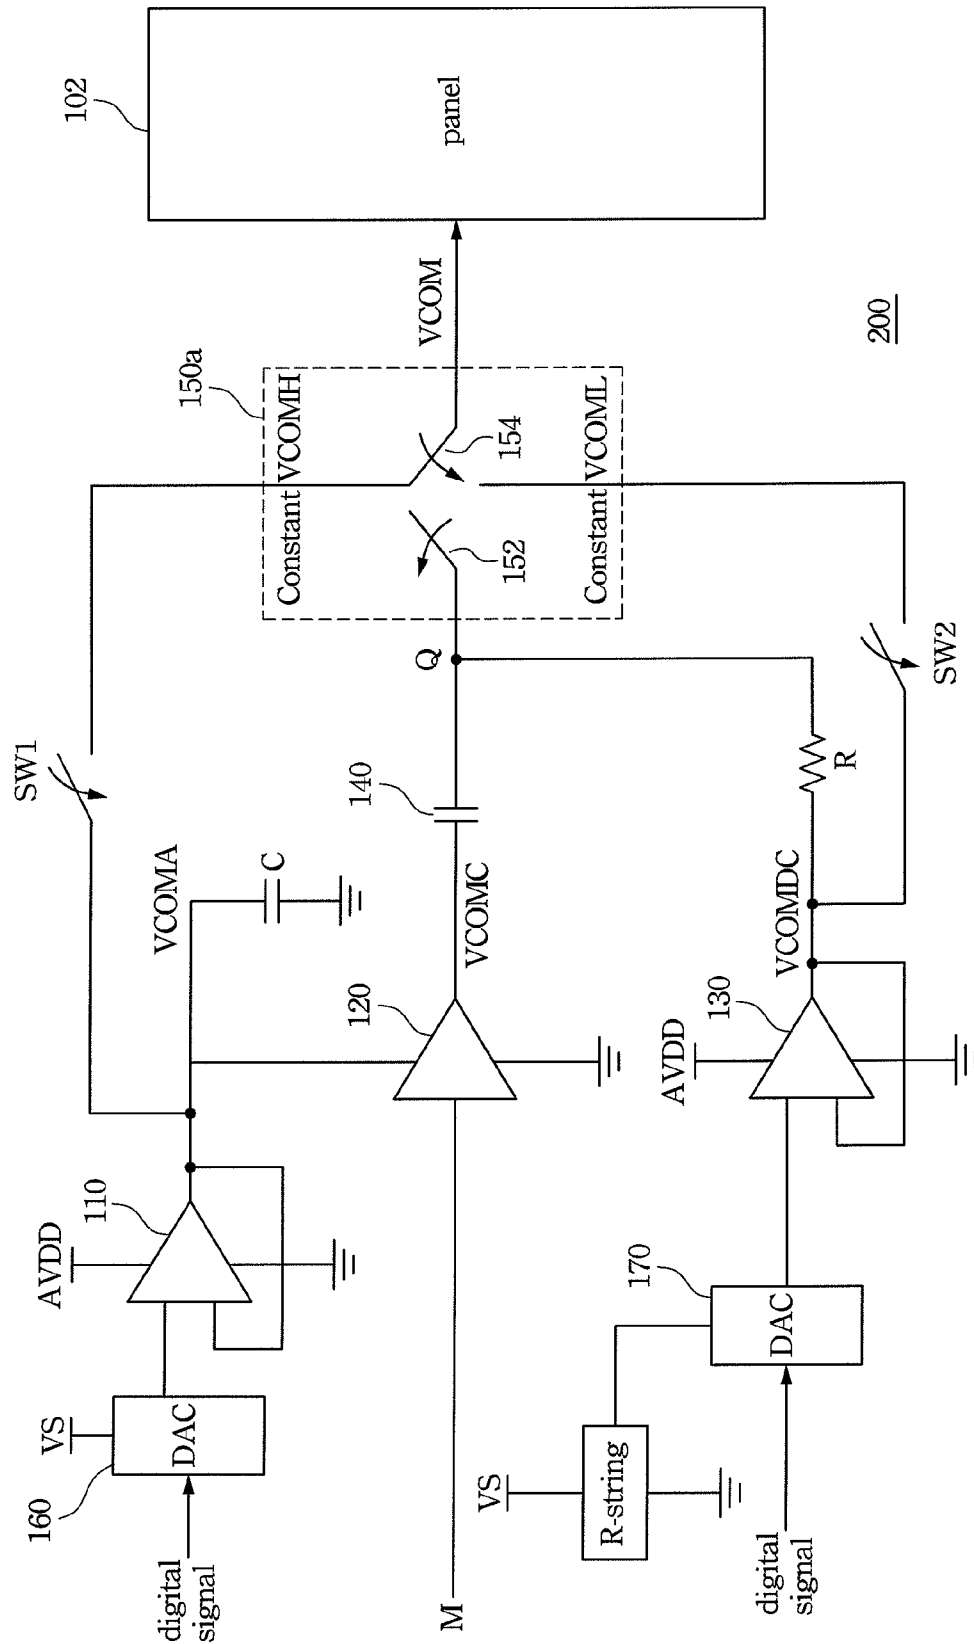 102
panel
VCOM
200
150a
Constant VCOMH
154
152
Constant VCOML
Q
SW1
SW2
140
R
VCOMA
C
VCOMC
VCOMDC
120
130
AVDD
110
AVDD
170
DAC
VS
DAC
160
VS
R-string
digital
signal
M
digital
signal